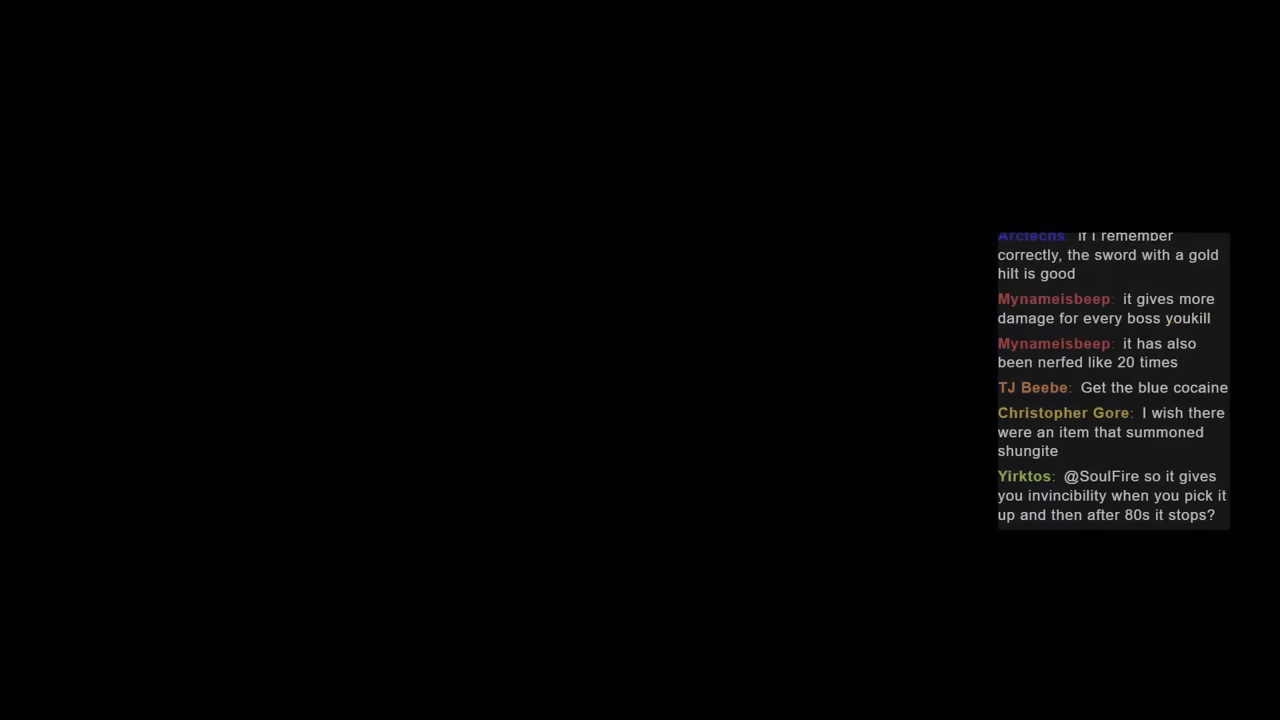 Arctechs: If I remember
correctly, the sword with a gold
hilt is good
Mynameisbeep: it gives more
damage for every boss youkill
Mynameisbeep: it has also
been nerfed like 20 times
TJ Beebe: Get the blue cocaine
Christopher Gore: I wish there
were an item that summoned
shungite
Yirktos: @SoulFire so it gives
you invincibility when you pick it
up and then after 80s it stops?